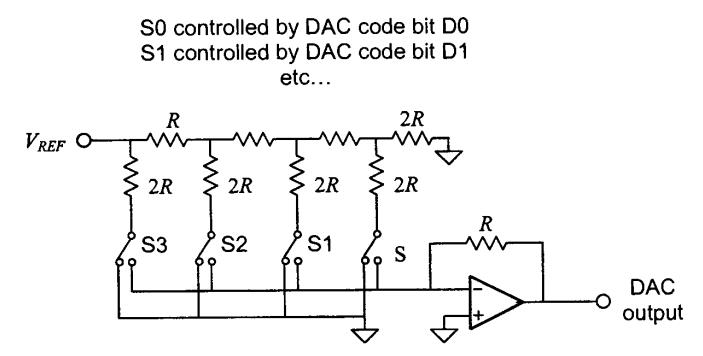 S0 controlled by DAC code bit D0
S1 controlled by DAC code bit D1
etc...
R
2R
VREF
2R
2R
2R
2R
S3
S2
S1
S
R
−
+
DAC
output